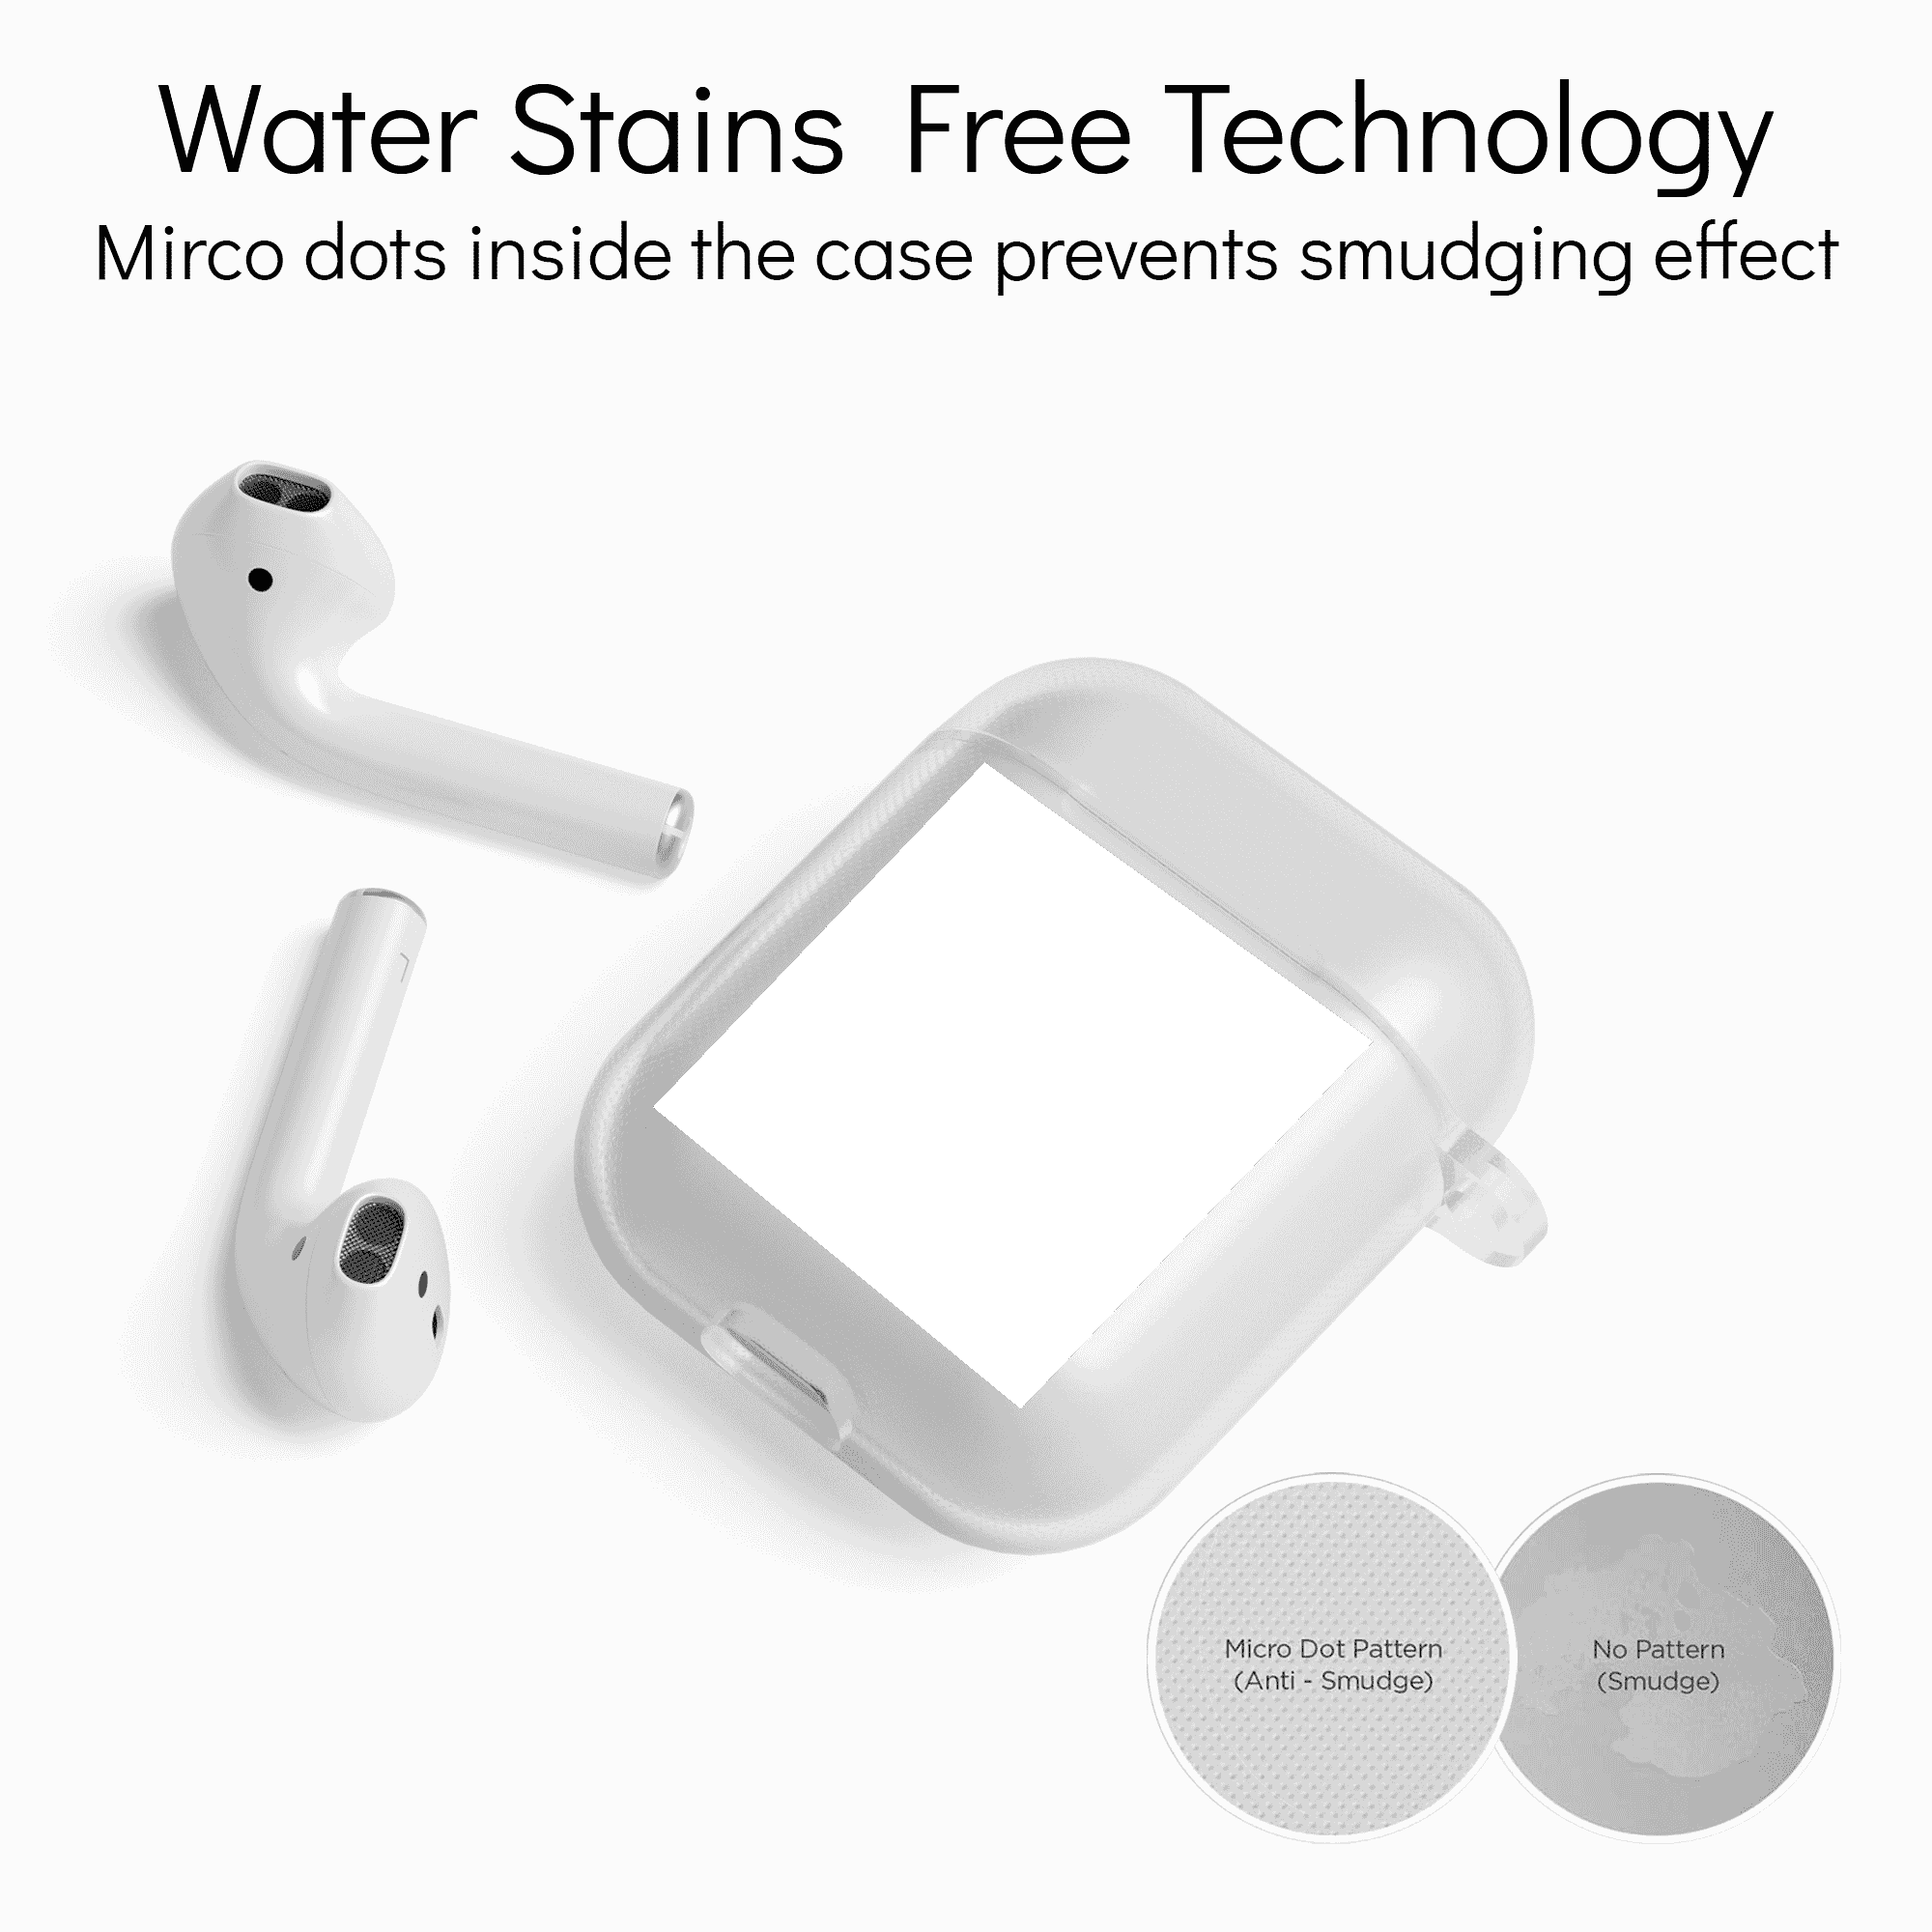 Water Stains  Free Technology
Mirco dots inside the case prevents smudging effect
L
Micro Dot Pattern
(Anti - Smudge)
No Pattern
(Smudge)